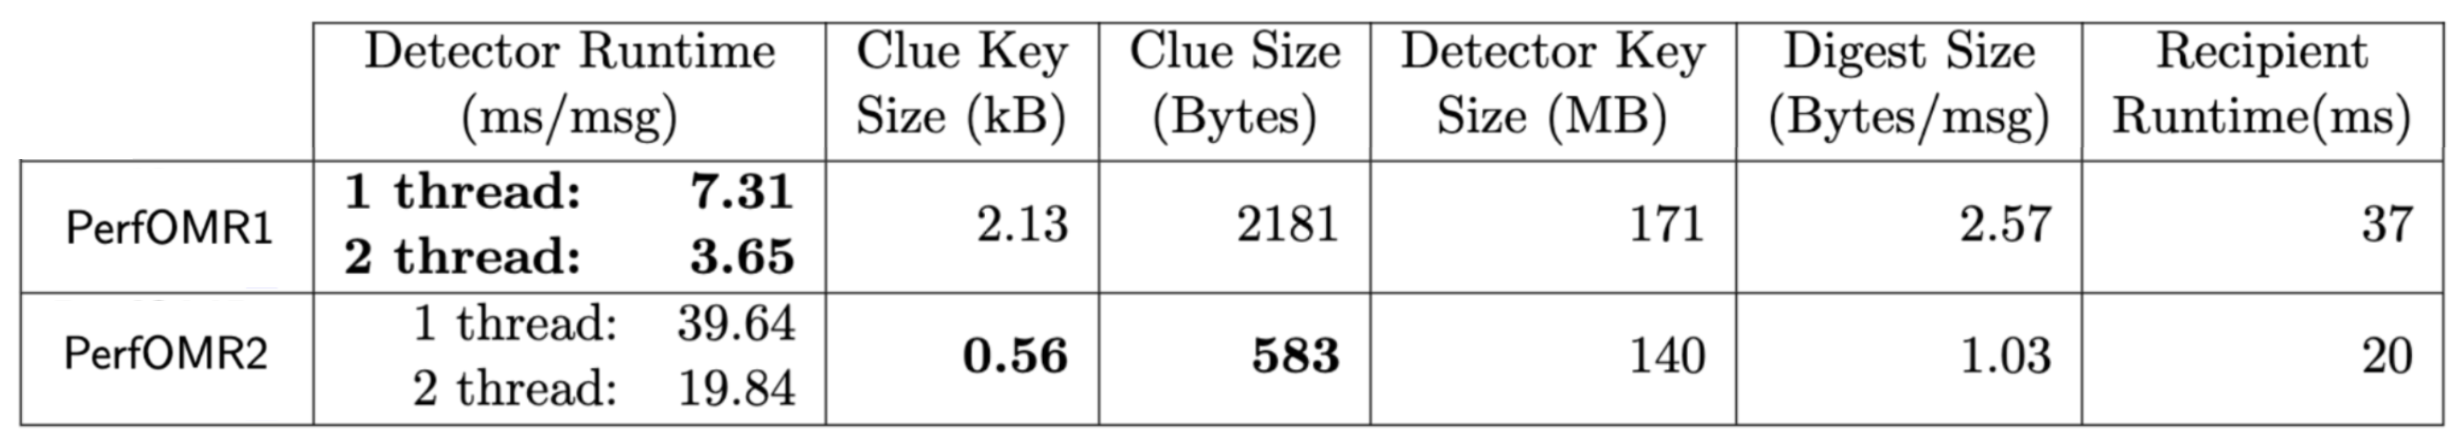 Detector Runtime (ms/msg) Clue Key Size (kB) Clue Size (Bytes) Detector Key Size (MB) Digest Size (Bytes/msg) Recipient Runtime(ms)
PerfOMR1 1 thread: 7.31 2 thread: 3.65 2.13 2181 171 2.57 37
PerfOMR2 1 thread: 39.64 2 thread: 19.84 0.56 583 140 1.03 20